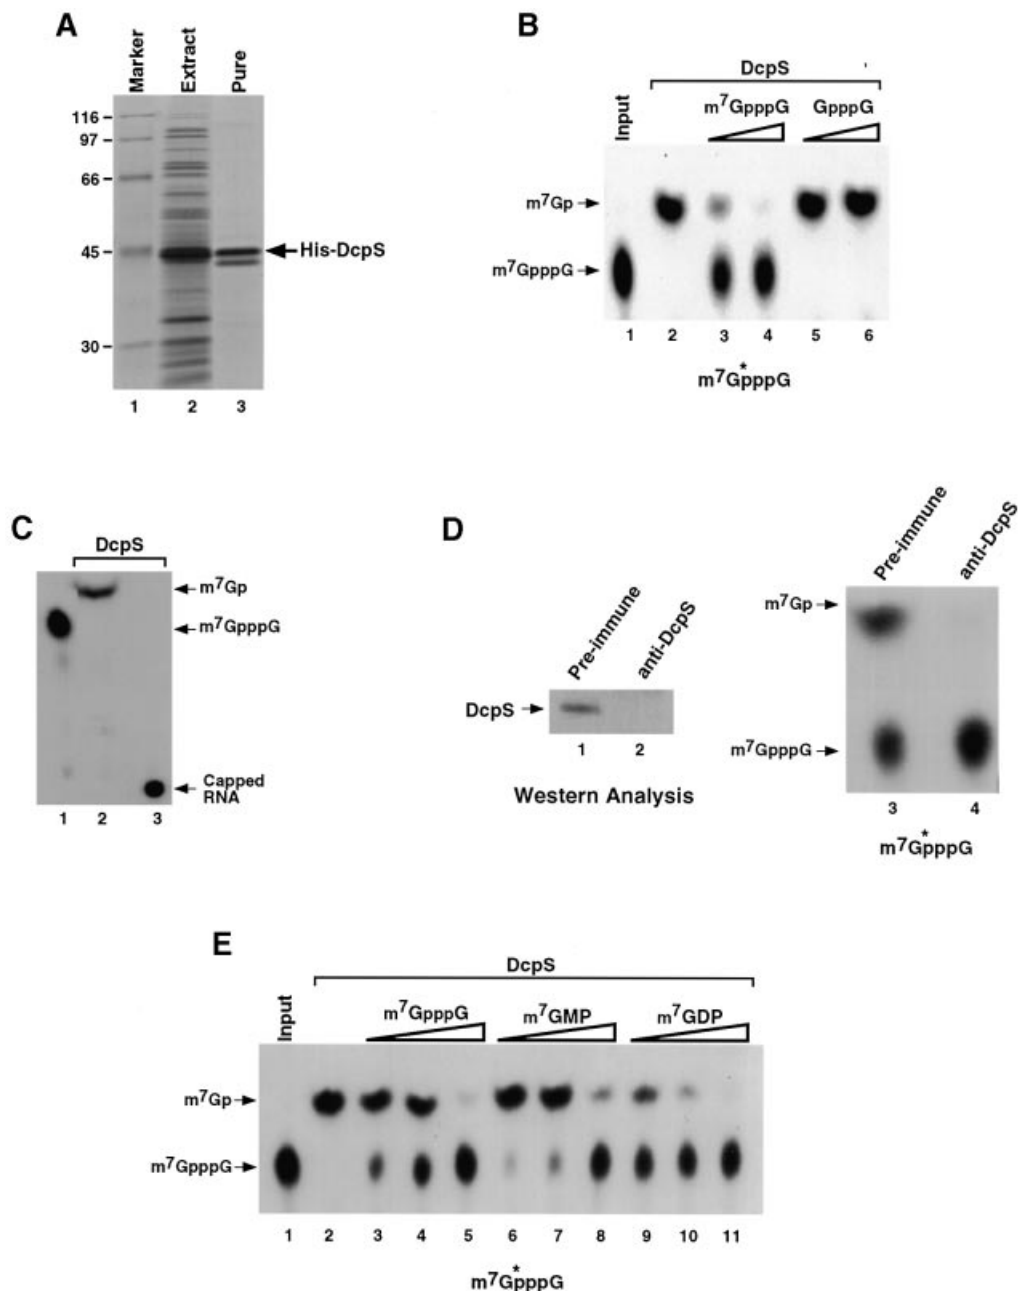 A
Marker
Extract
Pure
116
97
66
45
30
His-DcpS
1 2 3
B
DcpS
Input
m⁷GpppG GpppG
m⁷Gp
m⁷GpppG
1 2 3 4 5 6
*
m⁷GpppG
C
DcpS
m⁷Gp
m⁷GpppG
Capped
RNA
1 2 3
D
Pre-immune
anti-DcpS
DcpS
1 2
Western Analysis
Pre-immune
anti-DcpS
m⁷Gp
m⁷GpppG
3 4
*
m⁷GpppG
E
DcpS
Input
m⁷GpppG m⁷GMP m⁷GDP
m⁷Gp
m⁷GpppG
1 2 3 4 5 6 7 8 9 10 11
*
m⁷GpppG